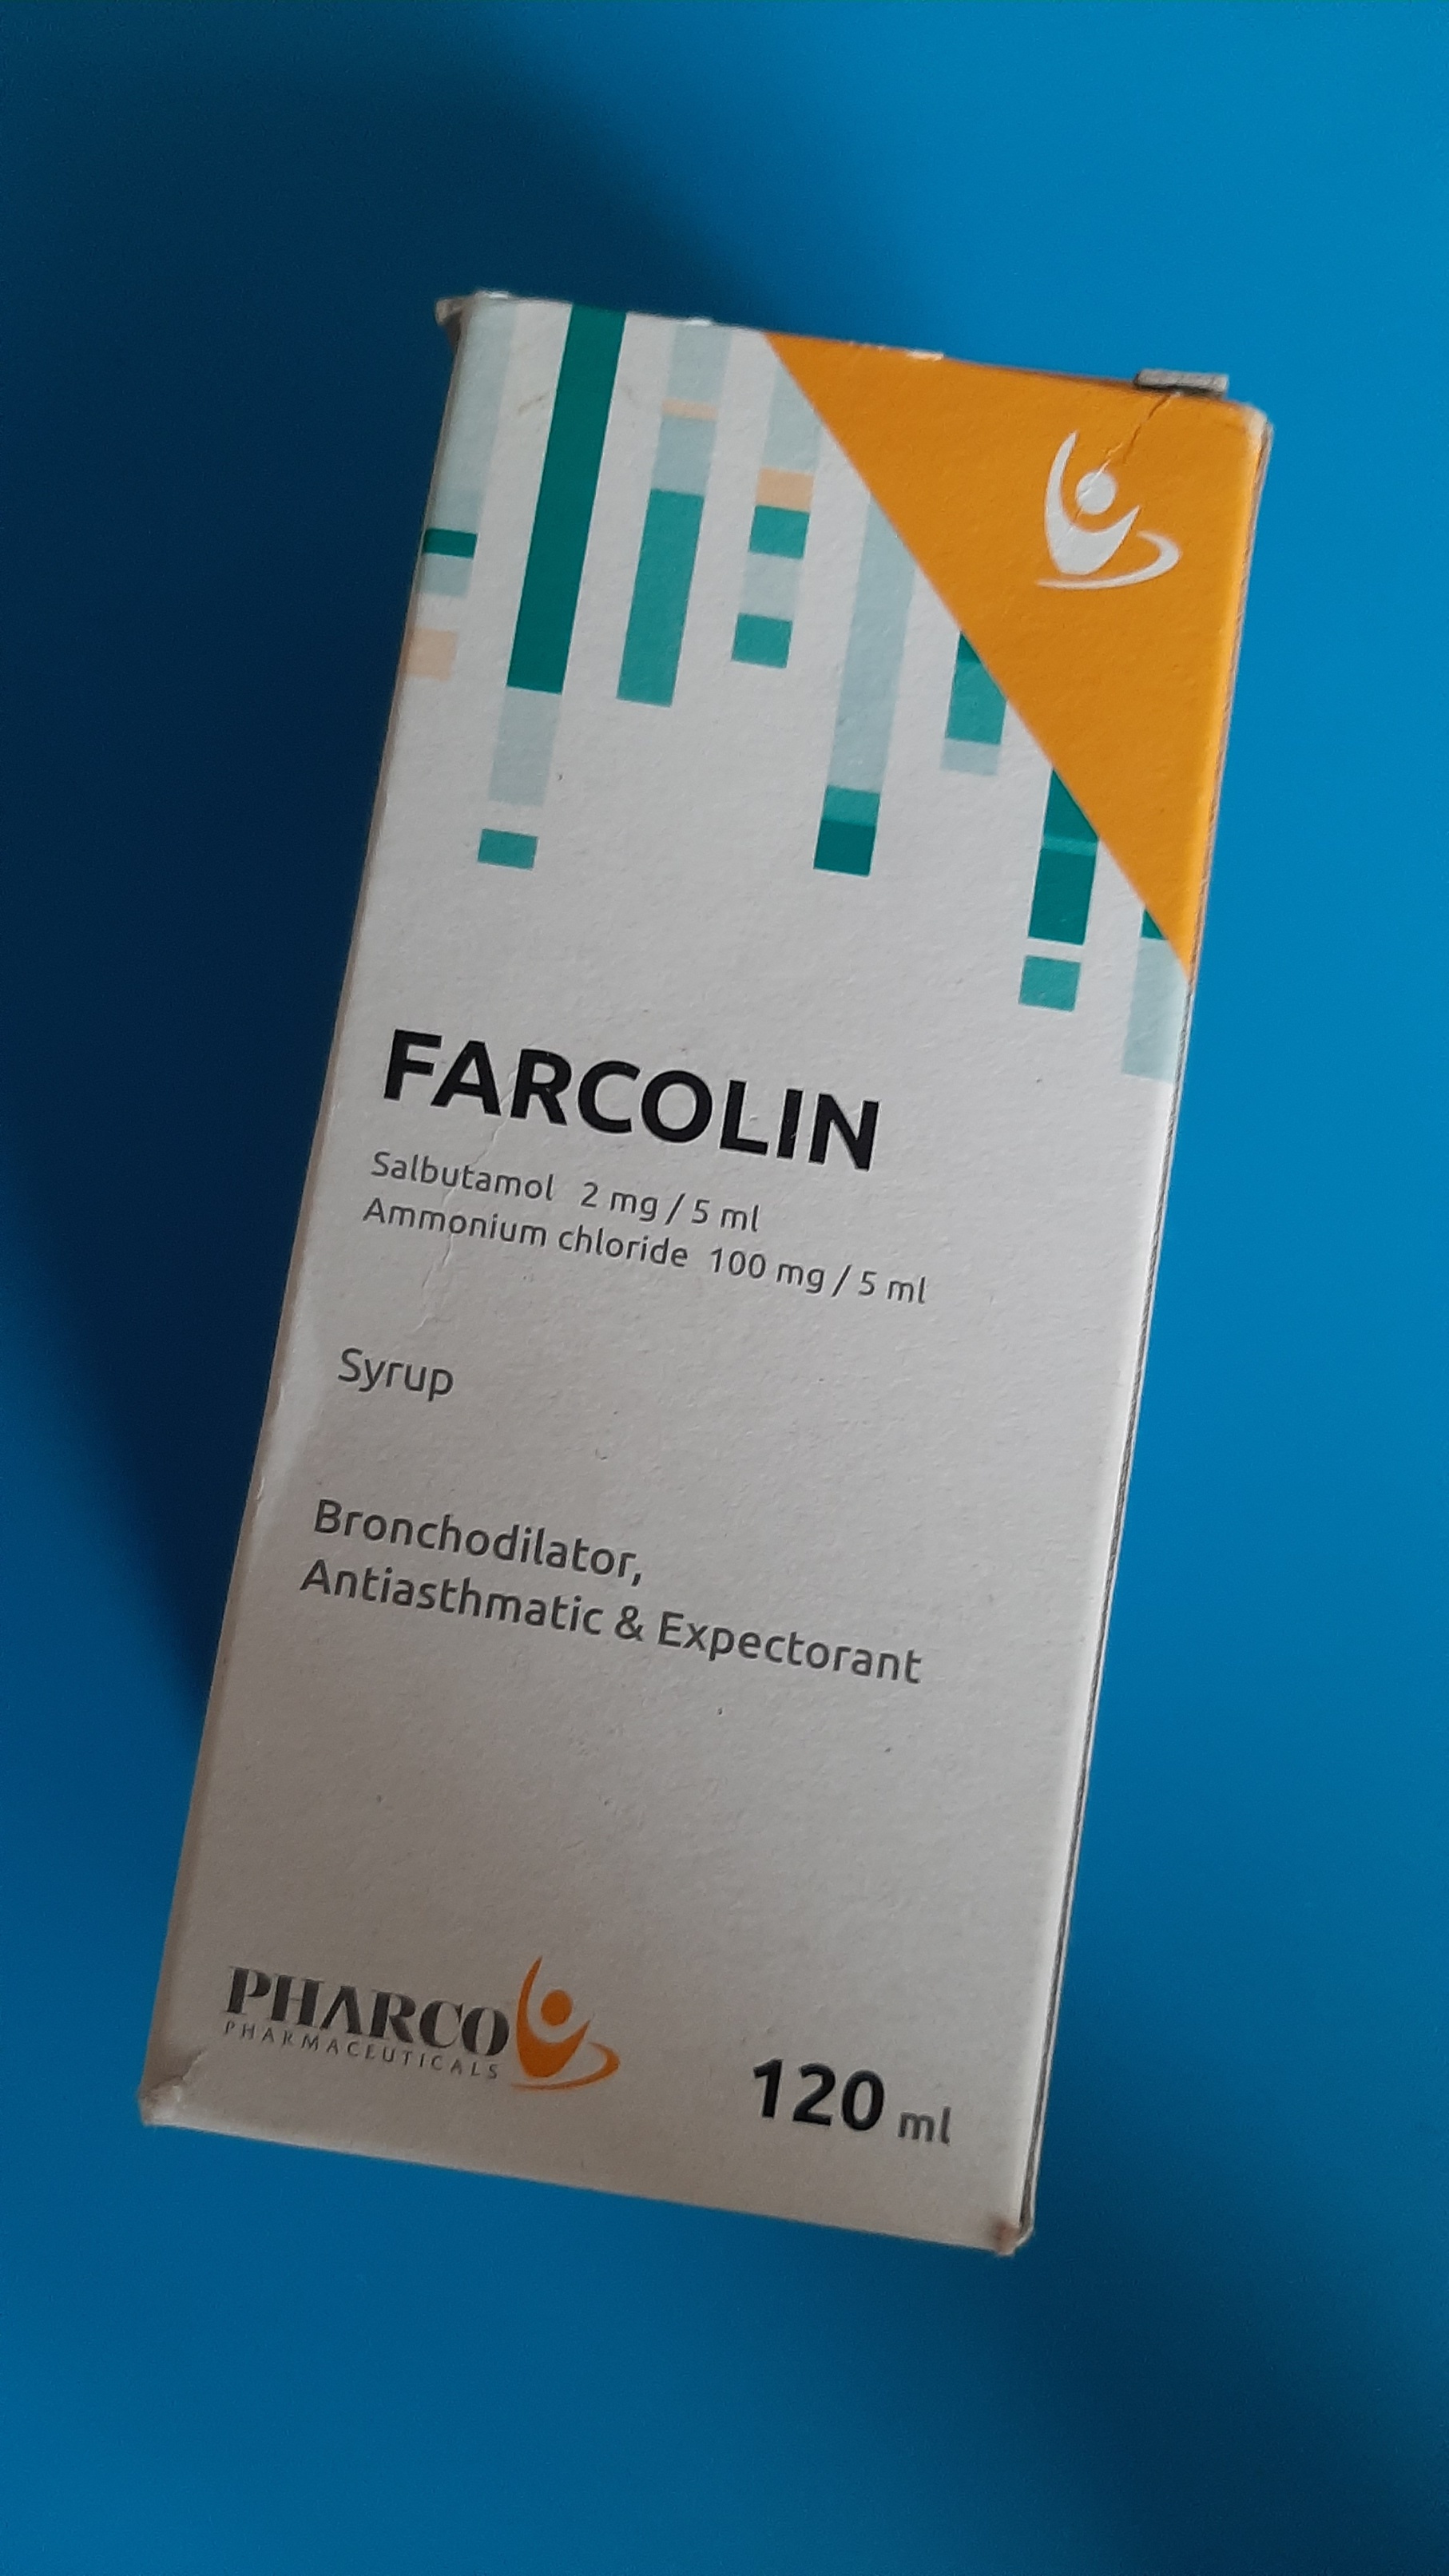 FARCOLIN
Salbutamol 2 mg / 5 ml
Ammonium chloride 100 mg / 5 ml
Syrup
Bronchodilator,
Antiasthmatic & Expectorant
PHARCO
PHARMACEUTICALS
120 ml